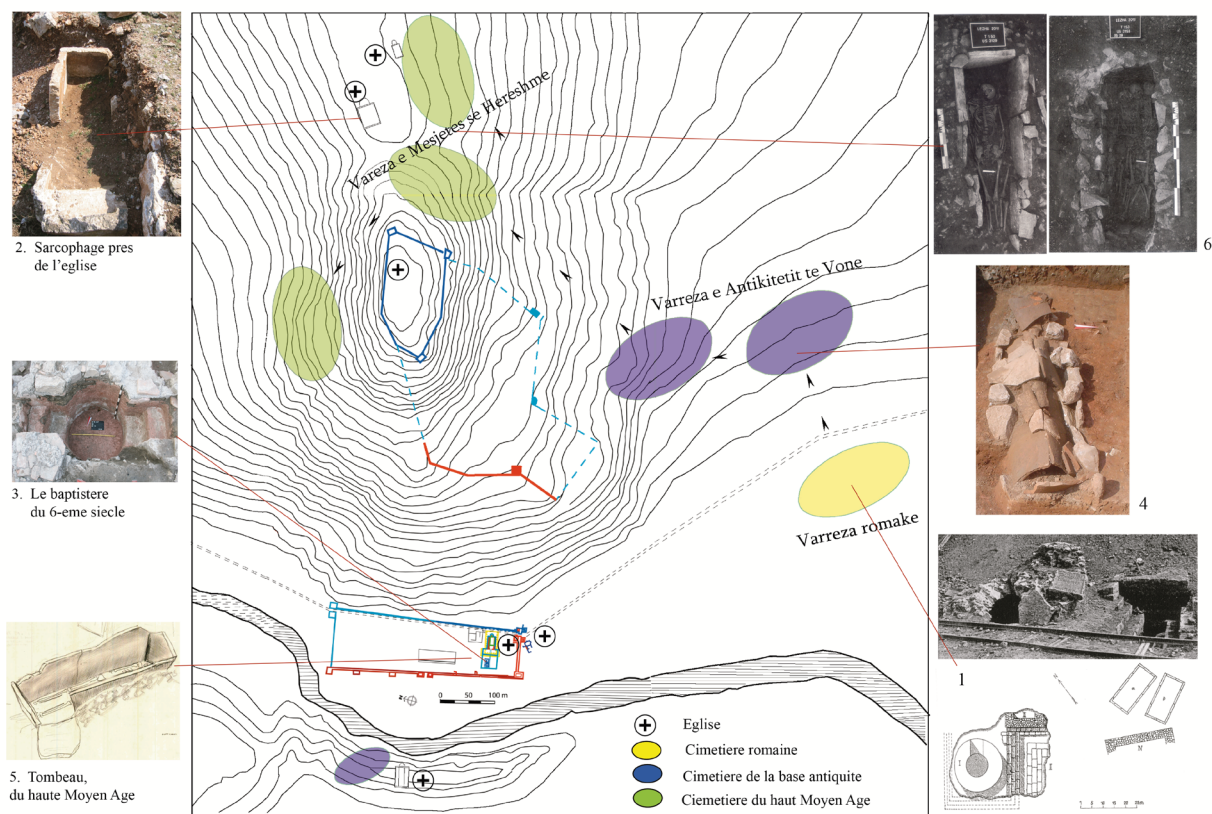 2. Sarcophage pres
de l'eglise
3. Le baptistere
du 6-eme siecle
5. Tombeau,
du haute Moyen Age
Vareza e Mesjetes se Hereshme
Varreza e Antikitetit te Vone
Varreza romake
0 50 100 m
Eglise
Cimetiere romaine
Cimetiere de la base antiquite
Ciemetiere du haut Moyen Age
6
4
1